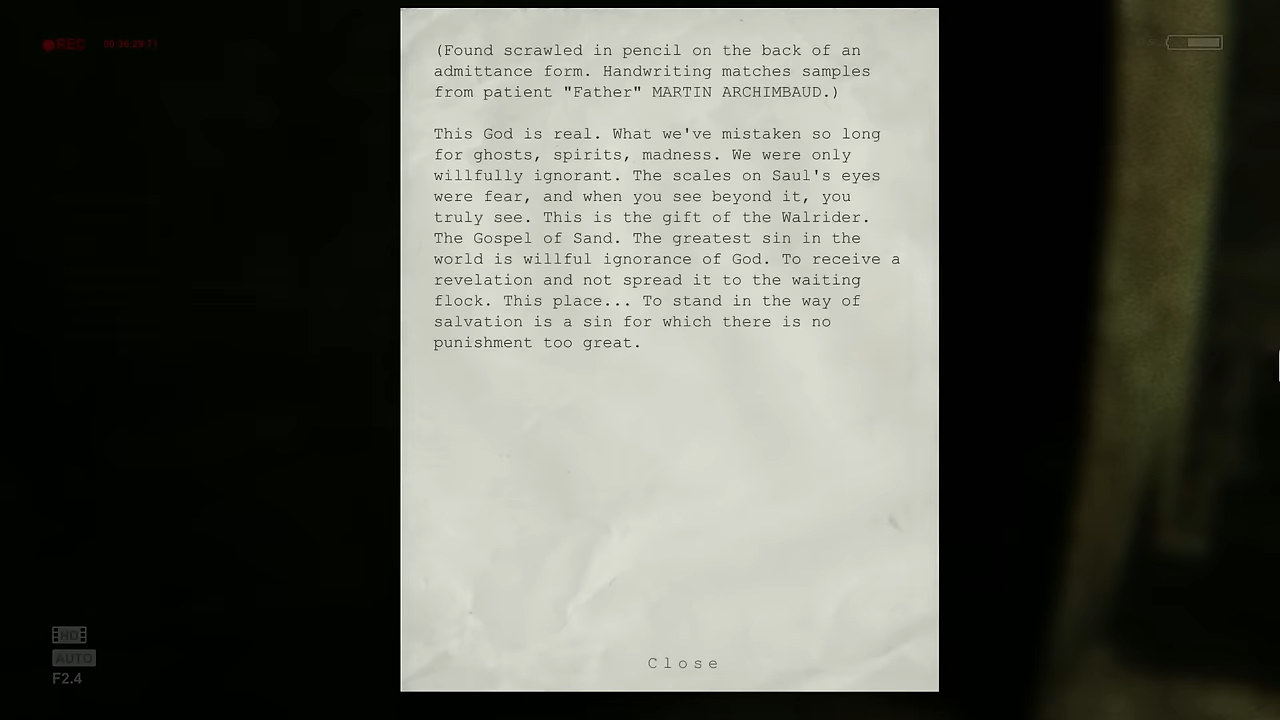 REC
(Found scrawled in pencil on the back of an
admittance form. Handwriting matches samples
from patient "Father" MARTIN ARCHIMBAUD.)
This God is real. What we've mistaken so long
for ghosts, spirits, madness. We were only
willfully ignorant. The scales on Saul's eyes
were fear, and when you see beyond it, you
truly see. This is the gift of the Walrider.
The Gospel of Sand. The greatest sin in the
world is willful ignorance of God. To receive a
revelation and not spread it to the waiting
flock. This place... To stand in the way of
salvation is a sin for which there is no
punishment too great.
HD
AUTO
F2.4
Close